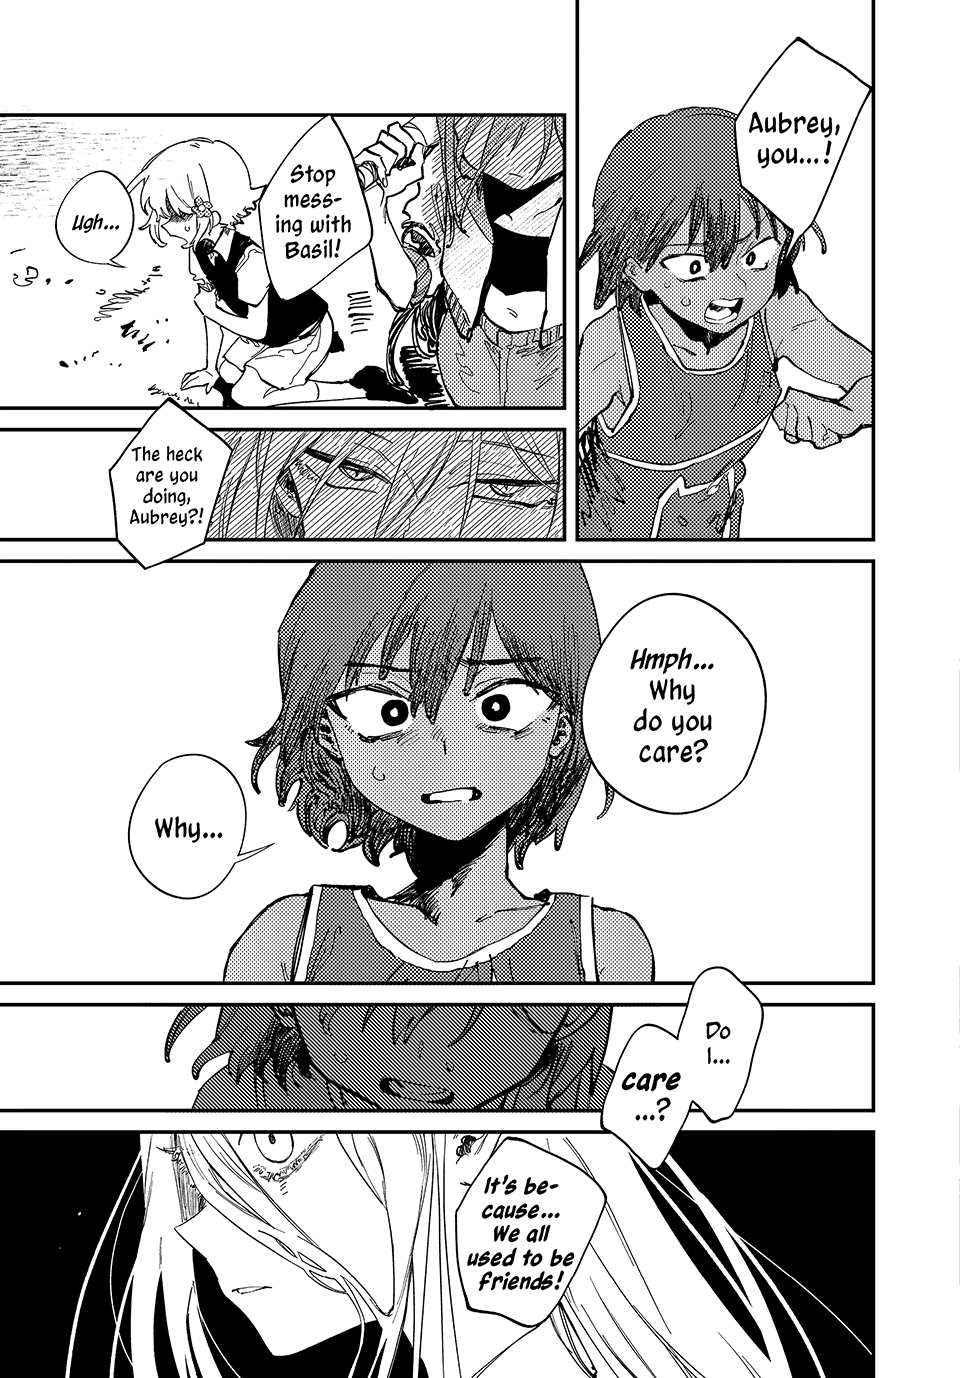 Aubrey,
you...!
Stop
mess-
ing with
Basil!
Ugh...
The heck
are you
doing,
Aubrey?!
Hmph...
Why
do you
care?
Why...
Do
I...
care
...?
It's be-
cause...
We all
used to be
friends!